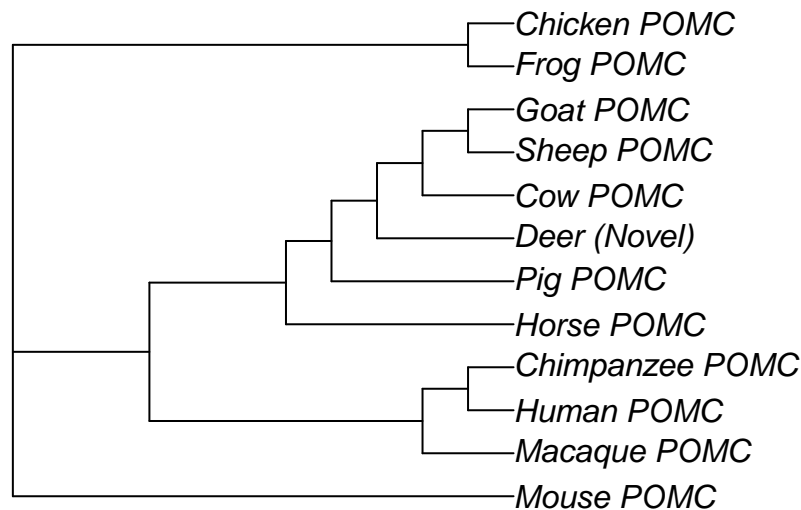 Chicken POMC
Frog POMC
Goat POMC
Sheep POMC
Cow POMC
Deer (Novel)
Pig POMC
Horse POMC
Chimpanzee POMC
Human POMC
Macaque POMC
Mouse POMC